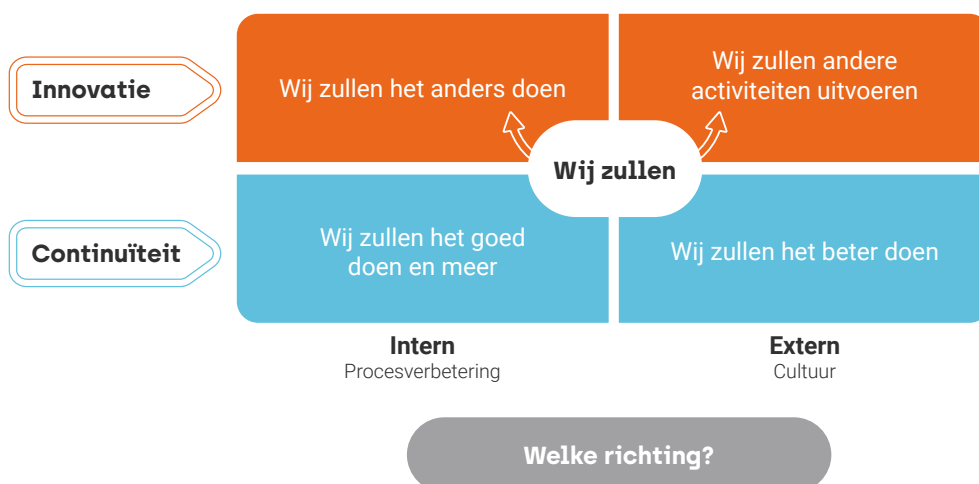 Innovatie
Wij zullen het anders doen
Wij zullen andere
activiteiten uitvoeren
Wij zullen
Continuïteit
Wij zullen het goed
doen en meer
Wij zullen het beter doen
Intern
Procesverbetering
Extern
Cultuur
Welke richting?